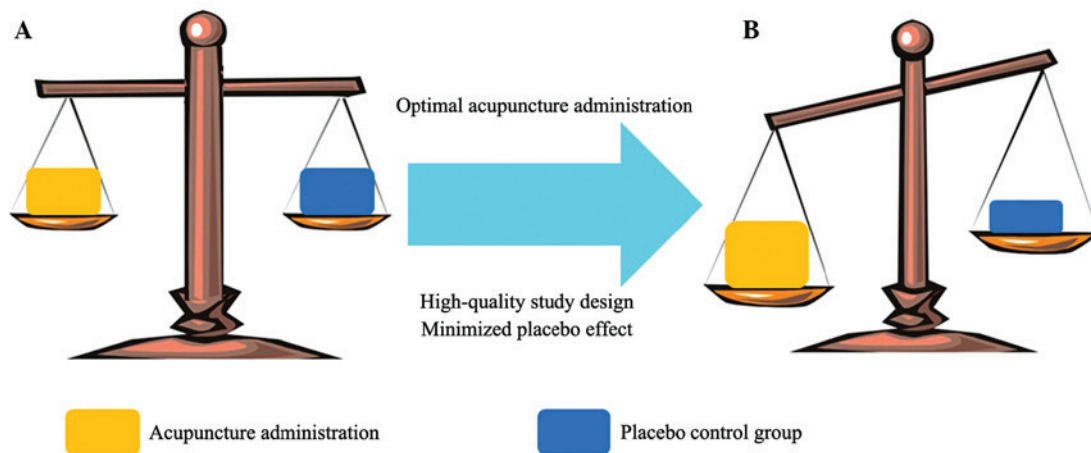 A
B
Optimal acupuncture administration
High-quality study design
Minimized placebo effect
Acupuncture administration
Placebo control group